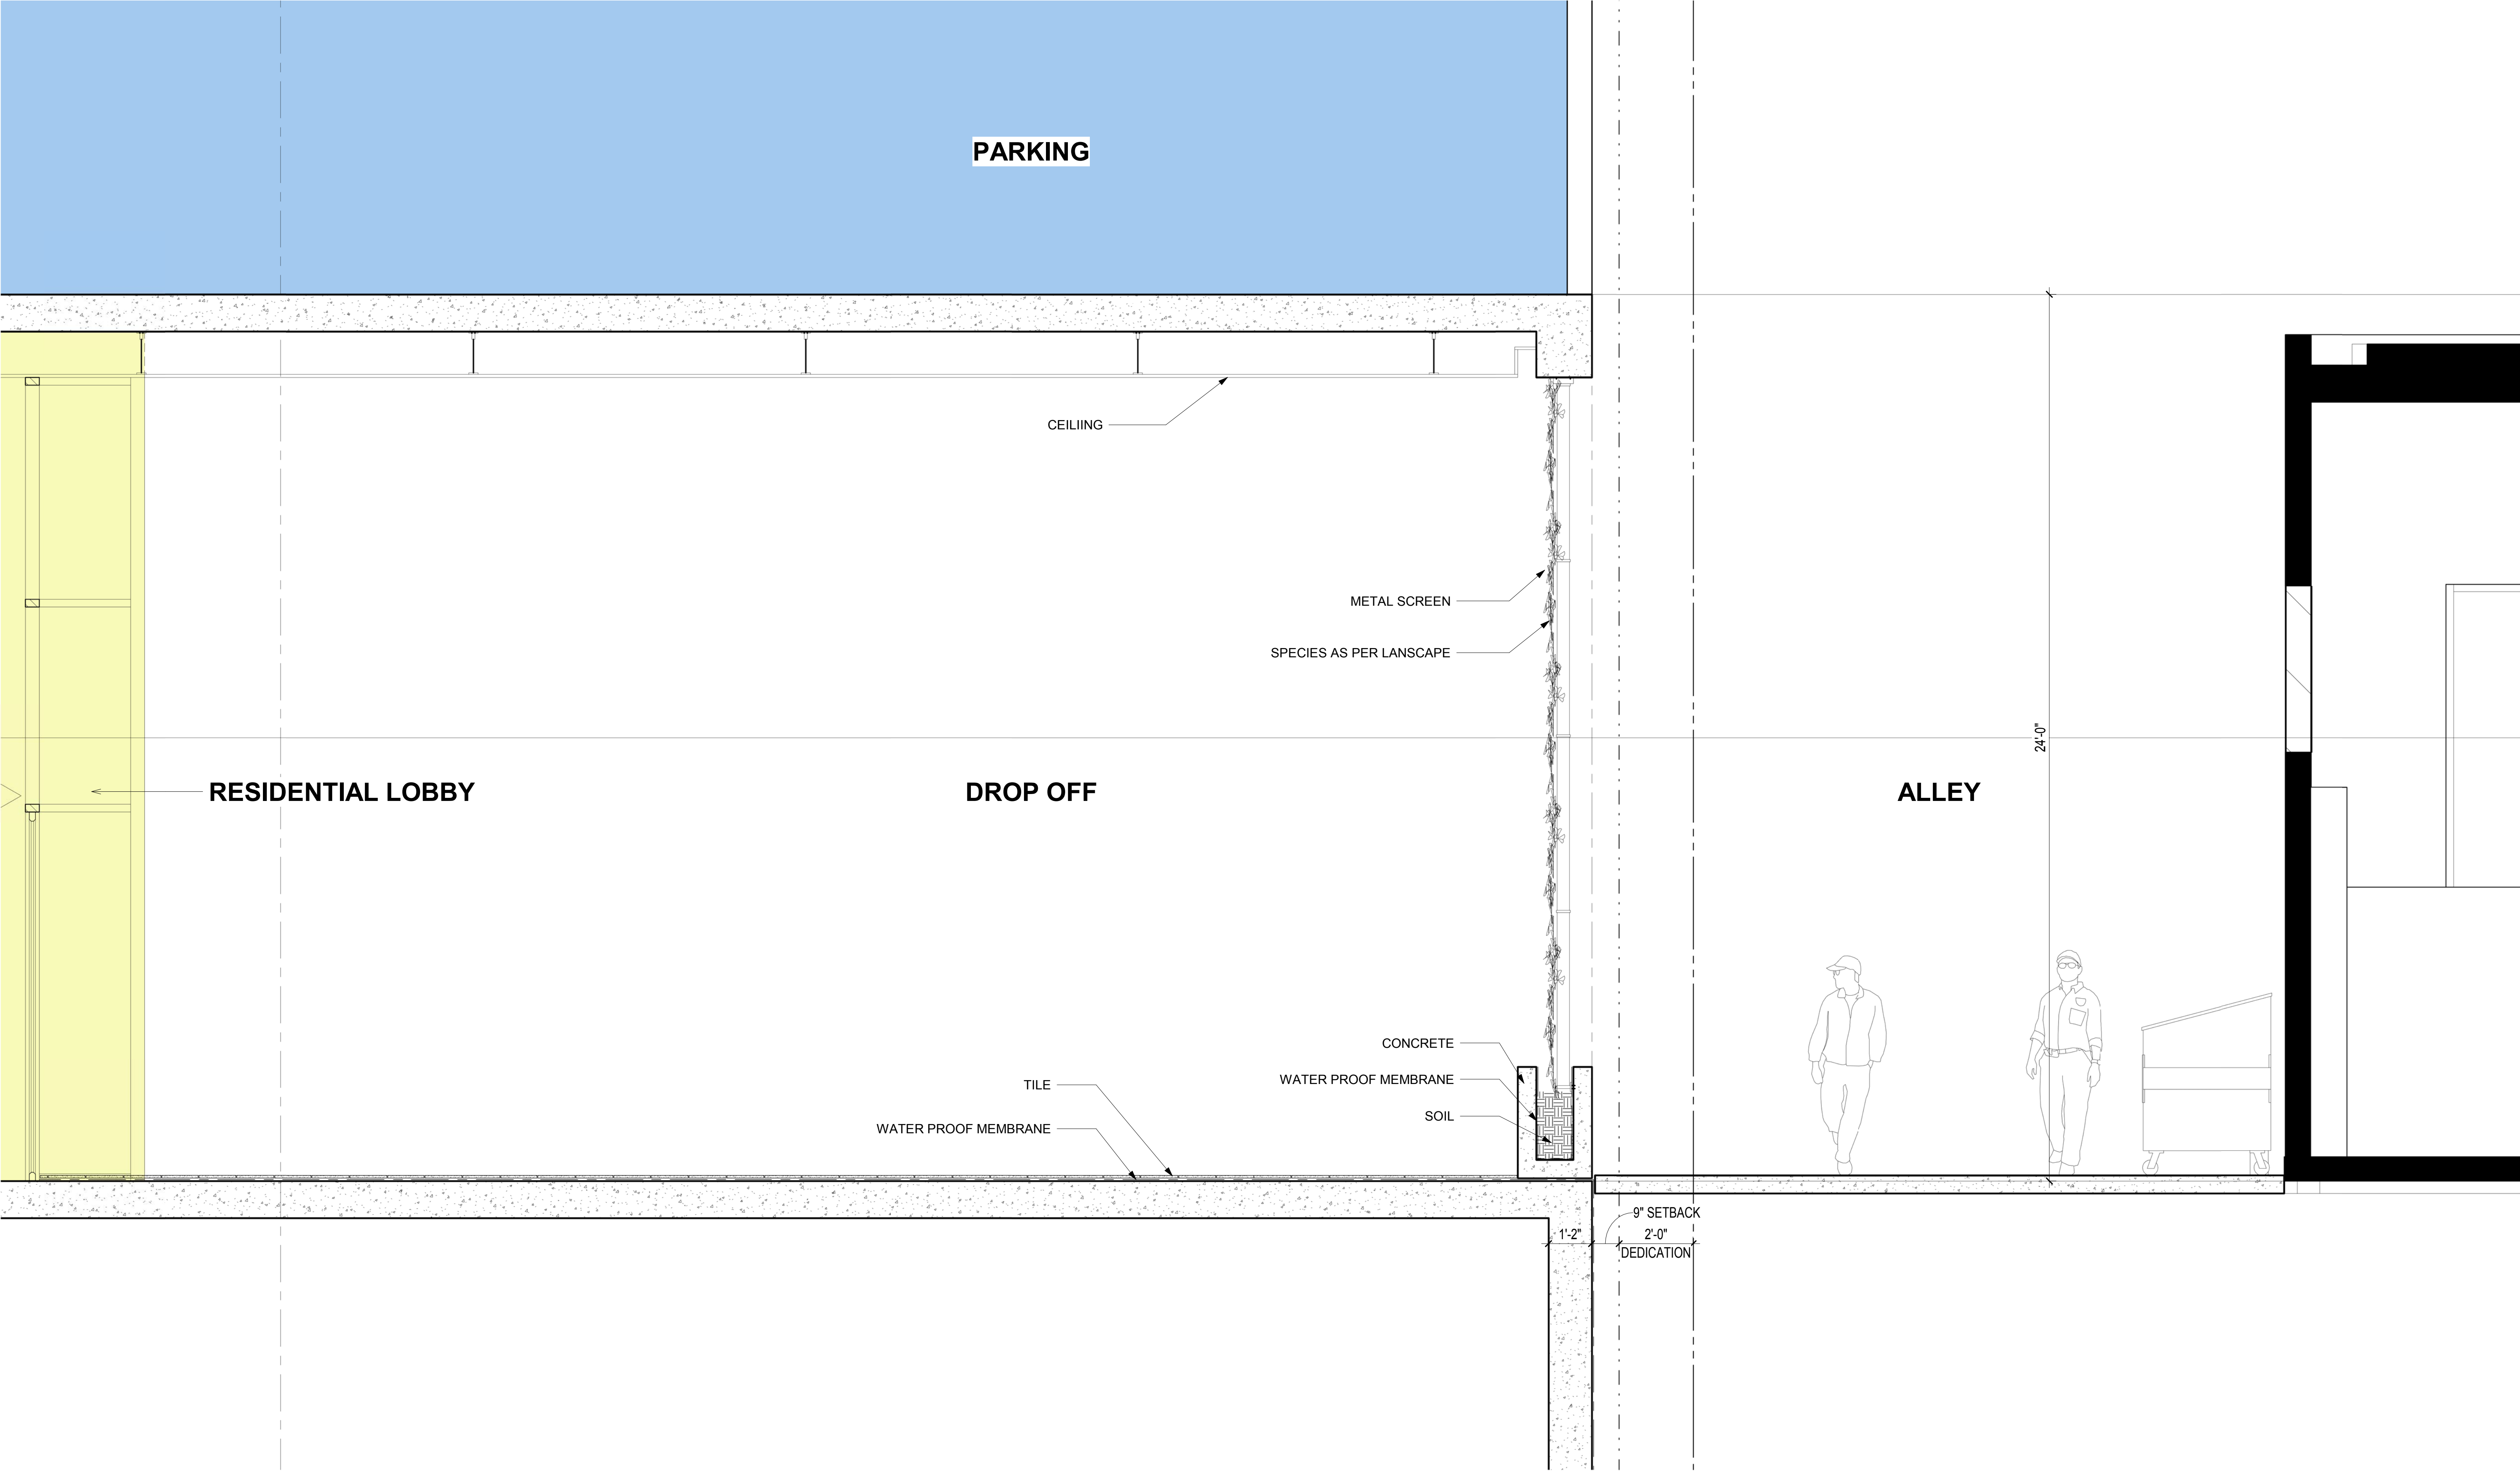 PARKING
CEILIING
METAL SCREEN
SPECIES AS PER LANSCAPE
24'-0"
RESIDENTIAL LOBBY
DROP OFF
ALLEY
CONCRETE
WATER PROOF MEMBRANE
SOIL
TILE
WATER PROOF MEMBRANE
9" SETBACK
1'-2"
2'-0"
DEDICATION